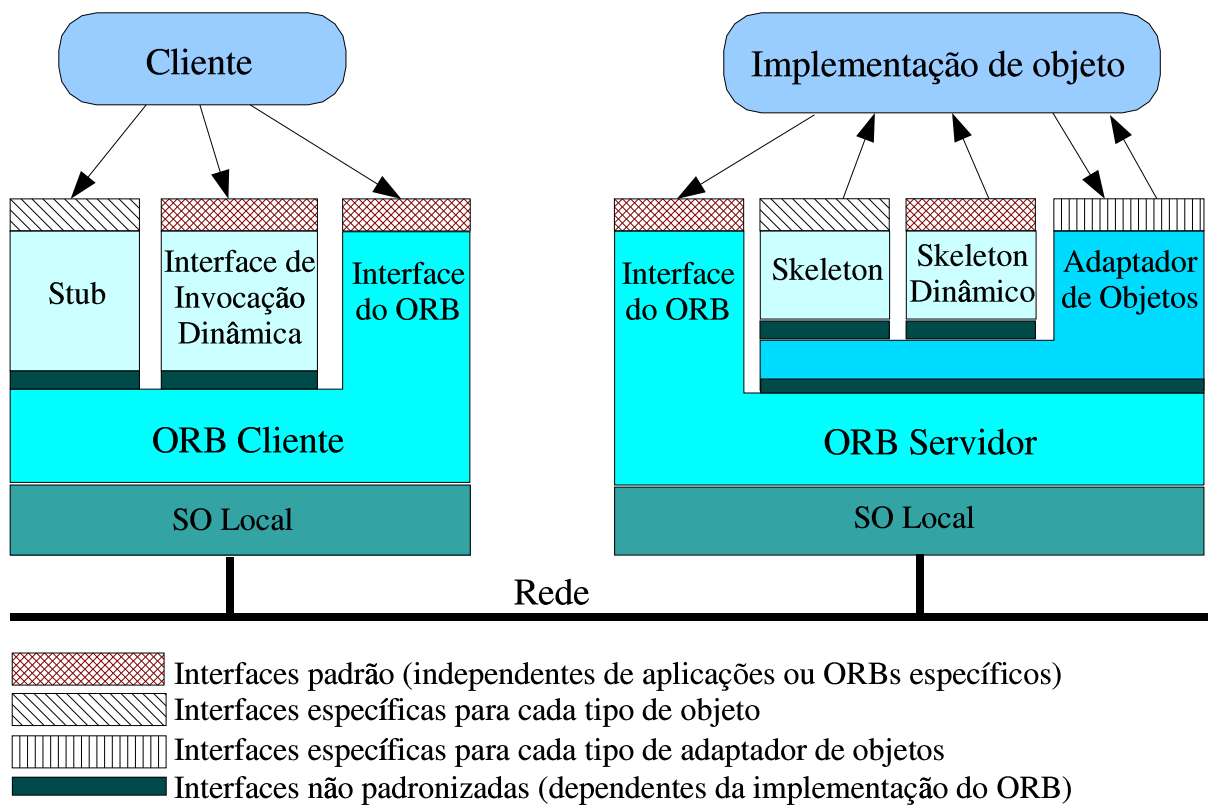 Cliente
Implementação de objeto
Stub
Interface de
Invocação
Dinâmica
Interface
do ORB
Interface
do ORB
Skeleton
Skeleton
Dinâmico
Adaptador
de Objetos
ORB Cliente
ORB Servidor
SO Local
SO Local
Rede
Interfaces padrão (independentes de aplicações ou ORBs específicos)
Interfaces específicas para cada tipo de objeto
Interfaces específicas para cada tipo de adaptador de objetos
Interfaces não padronizadas (dependentes da implementação do ORB)